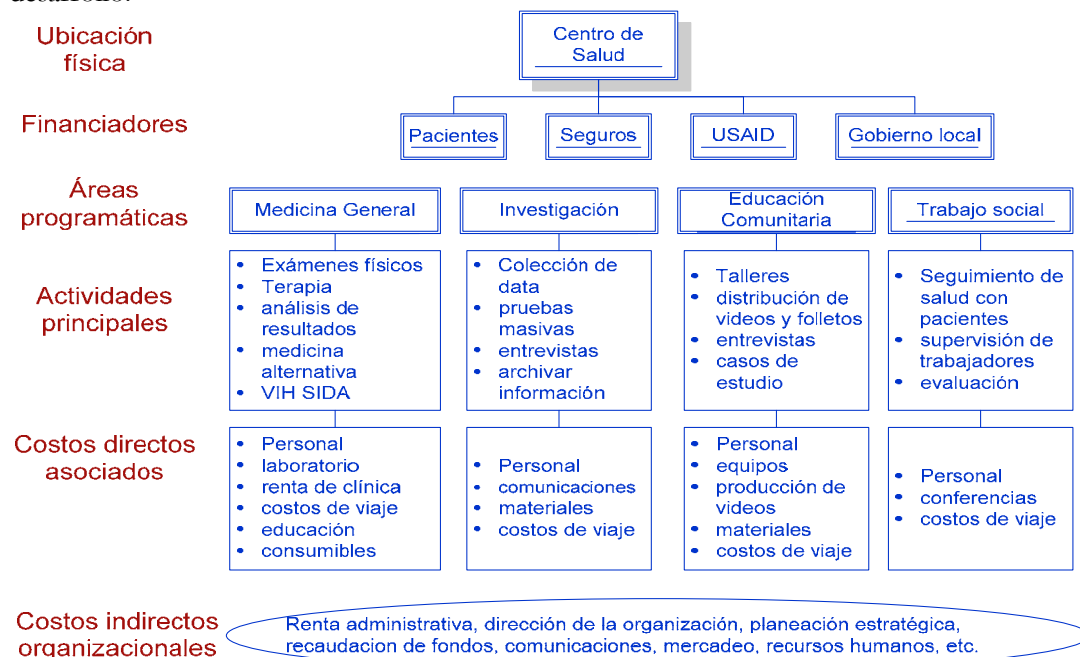 desarrollo.
Ubicación
física
Centro de
Salud
Financiadores
Pacientes
Seguros
USAID
Gobierno local
Áreas
programáticas
Medicina General
Investigación
Educación
Comunitaria
Trabajo social
Actividades
principales
• Exámenes físicos
• Terapia
• análisis de
resultados
• medicina
alternativa
• VIH SIDA
• Colección de
data
• pruebas
masivas
• entrevistas
• archivar
información
• Talleres
• distribución de
videos y folletos
• entrevistas
• casos de
estudio
• Seguimiento de
salud con
pacientes
• supervisión de
trabajadores
• evaluación
Costos directos
asociados
• Personal
• laboratorio
• renta de clínica
• costos de viaje
• educación
• consumibles
• Personal
• comunicaciones
• materiales
• costos de viaje
• Personal
• equipos
• producción de
videos
• materiales
• costos de viaje
• Personal
• conferencias
• costos de viaje
Costos indirectos
organizacionales
Renta administrativa, dirección de la organización, planeación estratégica,
recaudacion de fondos, comunicaciones, mercadeo, recursos humanos, etc.